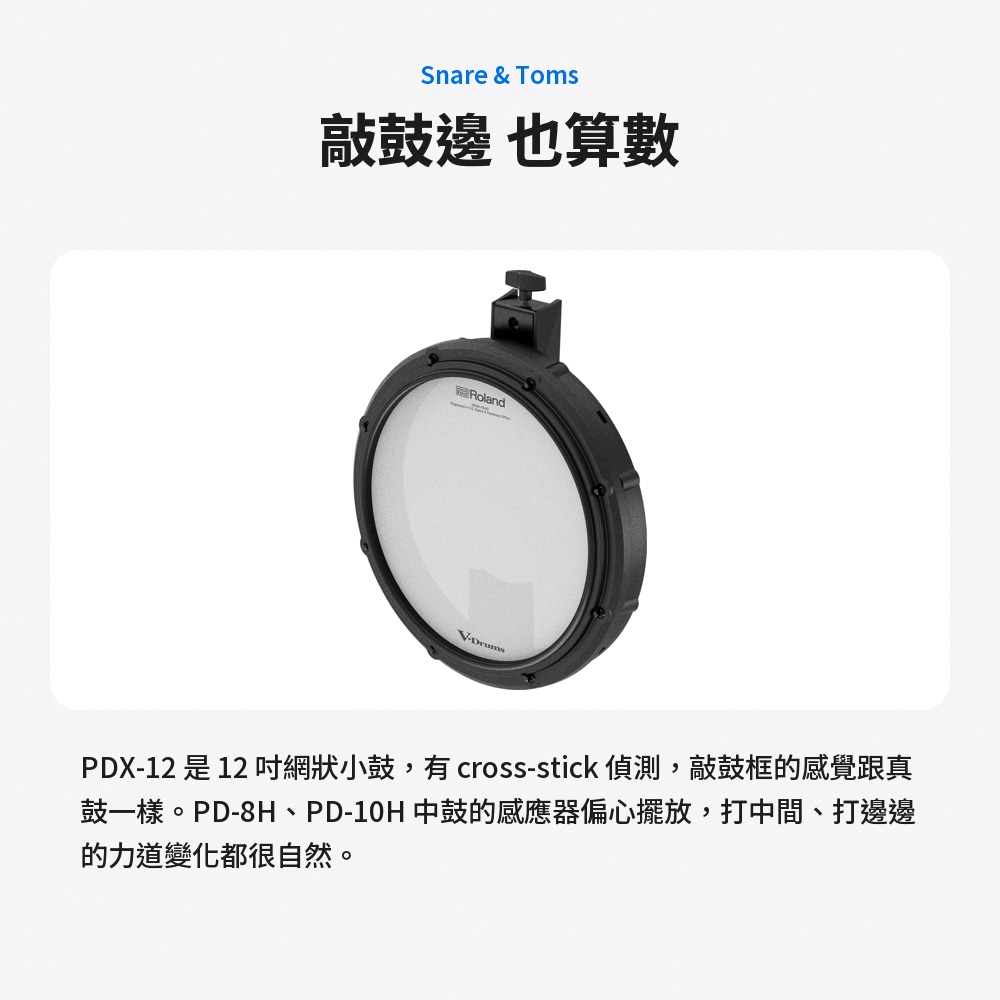 Snare & Toms
敲鼓邊 也算數
Roland
V-Drums
PDX-12 是 12 吋網狀小鼓，有 cross-stick 偵測，敲鼓框的感覺跟真
鼓一樣。PD-8H、PD-10H 中鼓的感應器偏心擺放，打中間、打邊邊
的力道變化都很自然。